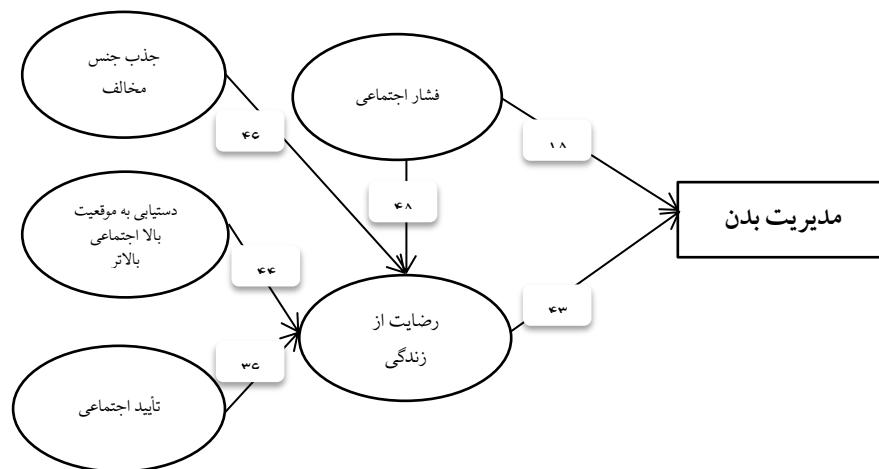 جذب جنس
مخالف
فشار اجتماعی
۴۶
۱۸
دستیابی به موقعیت
بالا اجتماعی
بالاتر
۴۸
مدیریت بدن
۴۴
رضایت از
زندگی
۴۳
۳۶
تأیید اجتماعی